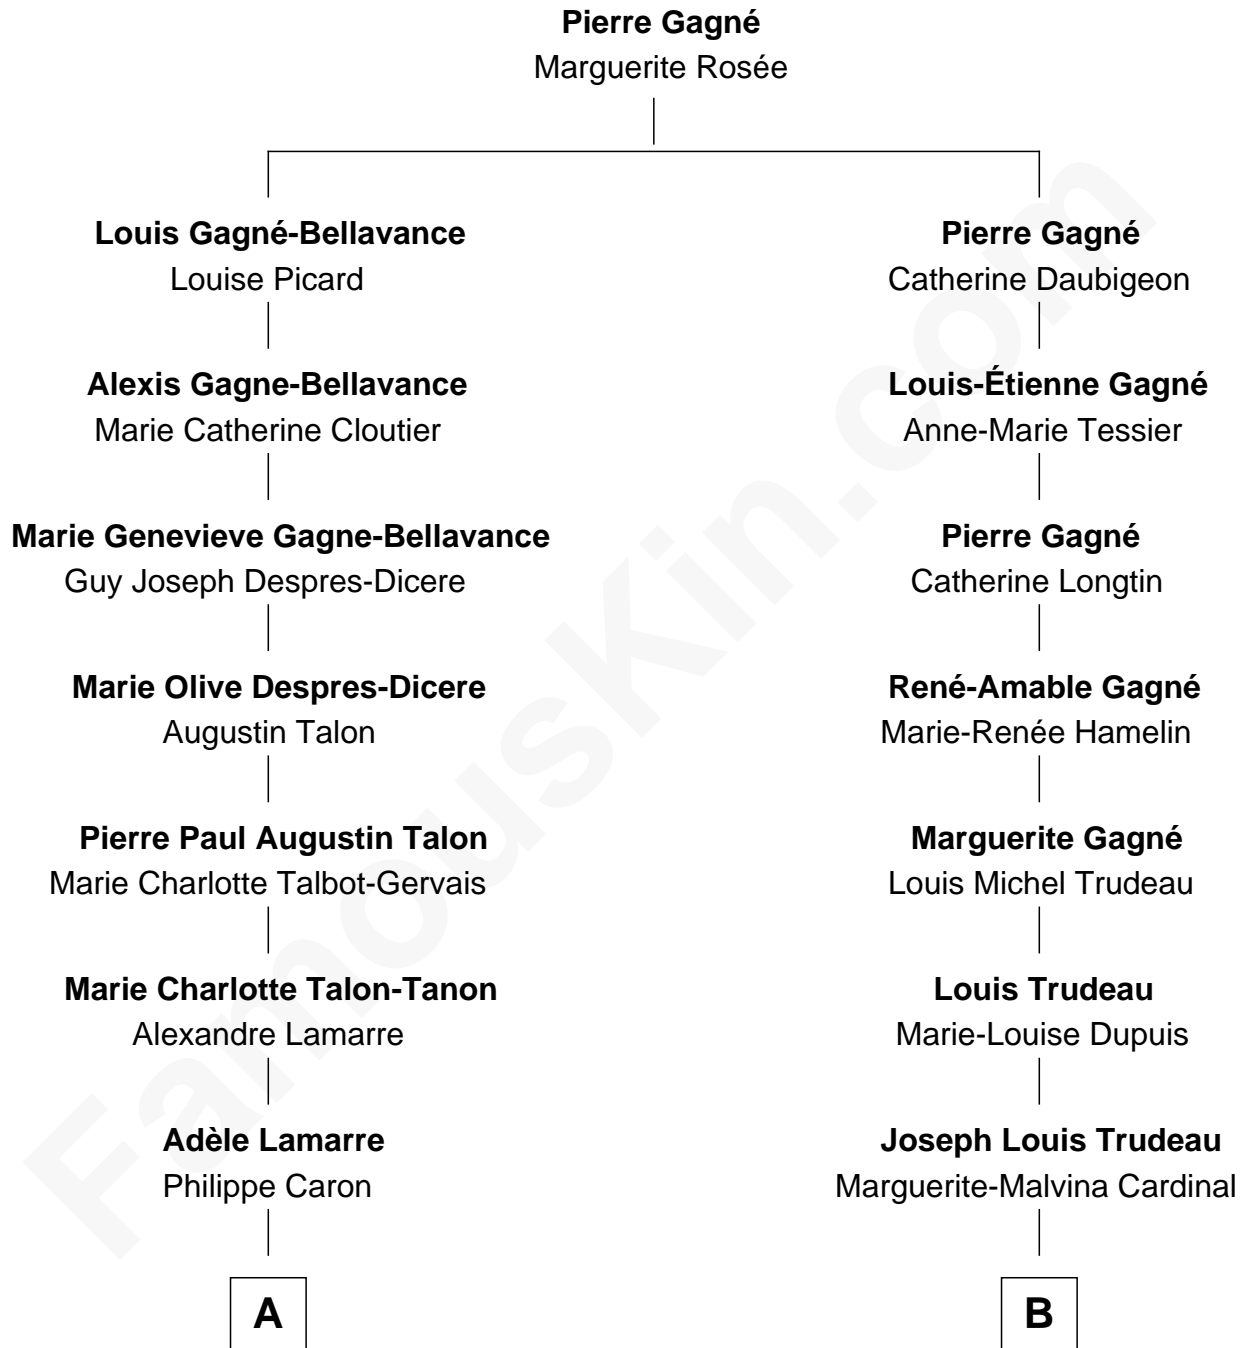 Pierre Gagné
Marguerite Rosée
Louis Gagné-Bellavance
Louise Picard
Pierre Gagné
Catherine Daubigeon
Alexis Gagne-Bellavance
Marie Catherine Cloutier
Louis-Étienne Gagné
Anne-Marie Tessier
Marie Genevieve Gagne-Bellavance
Guy Joseph Despres-Dicere
Pierre Gagné
Catherine Longtin
Marie Olive Despres-Dicere
Augustin Talon
René-Amable Gagné
Marie-Renée Hamelin
Pierre Paul Augustin Talon
Marie Charlotte Talbot-Gervais
Marguerite Gagné
Louis Michel Trudeau
Marie Charlotte Talon-Tanon
Alexandre Lamarre
Louis Trudeau
Marie-Louise Dupuis
Adèle Lamarre
Philippe Caron
Joseph Louis Trudeau
Marguerite-Malvina Cardinal
A
B
FamousKin.com